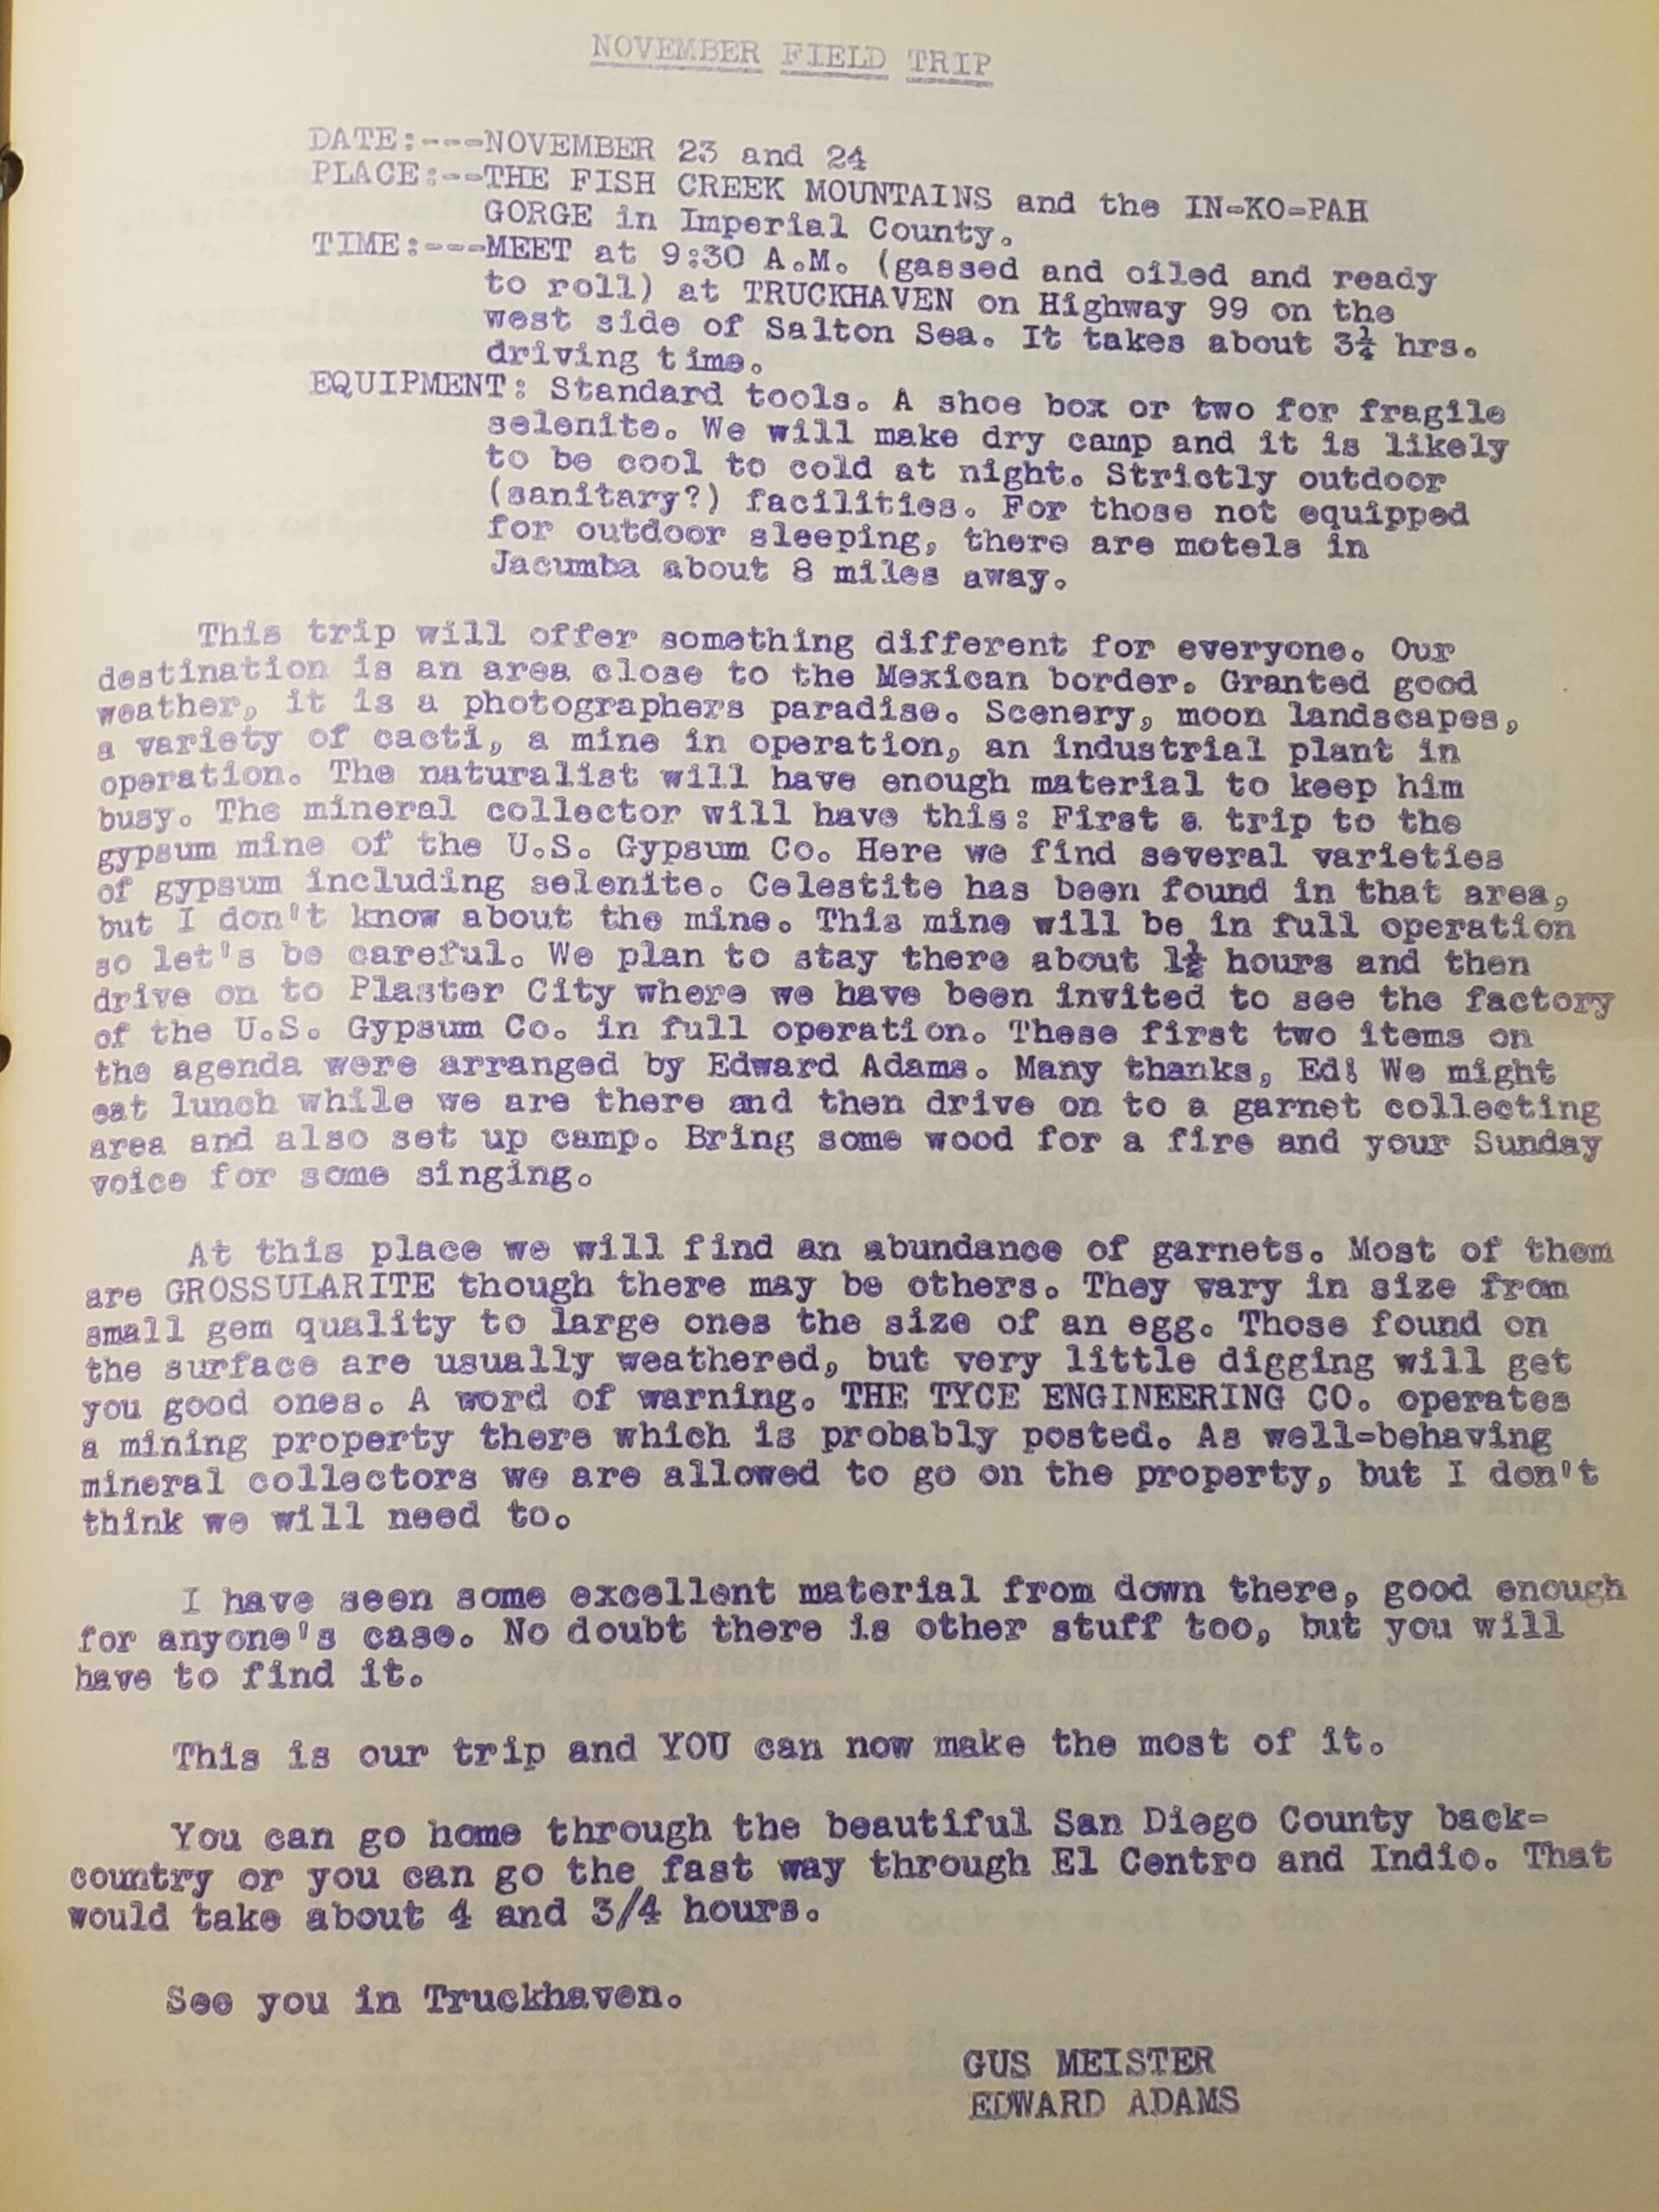 NOVEMBER FIELD TRIP
DATE:---NOVEMBER 23 and 24
PLACE:--THE FISH CREEK MOUNTAINS and the IN-KO-PAH
GORGE in Imperial County.
TIME:---MEET at 9:30 A.M. (gassed and oiled and ready
to roll) at TRUCKHAVEN on Highway 99 on the
west side of Salton Sea. It takes about 3¼ hrs.
driving time.
EQUIPMENT: Standard tools. A shoe box or two for fragile
selenite. We will make dry camp and it is likely
to be cool to cold at night. Strictly outdoor
(sanitary?) facilities. For those not equipped
for outdoor sleeping, there are motels in
Jacumba about 8 miles away.
This trip will offer something different for everyone. Our
destination is an area close to the Mexican border. Granted good
weather, it is a photographers paradise. Scenery, moon landscapes,
a variety of cacti, a mine in operation, an industrial plant in
operation. The naturalist will have enough material to keep him
busy. The mineral collector will have this: First a trip to the
gypsum mine of the U.S. Gypsum Co. Here we find several varieties
of gypsum including selenite. Celestite has been found in that area,
but I don't know about the mine. This mine will be in full operation
so let's be careful. We plan to stay there about 1½ hours and then
drive on to Plaster City where we have been invited to see the factory
of the U.S. Gypsum Co. in full operation. These first two items on
the agenda were arranged by Edward Adams. Many thanks, Ed! We might
eat lunch while we are there and then drive on to a garnet collecting
area and also set up camp. Bring some wood for a fire and your Sunday
voice for some singing.
At this place we will find an abundance of garnets. Most of them
are GROSSULARITE though there may be others. They vary in size from
small gem quality to large ones the size of an egg. Those found on
the surface are usually weathered, but very little digging will get
you good ones. A word of warning. THE TYCE ENGINEERING CO. operates
a mining property there which is probably posted. As well-behaving
mineral collectors we are allowed to go on the property, but I don't
think we will need to.
I have seen some excellent material from down there, good enough
for anyone's case. No doubt there is other stuff too, but you will
have to find it.
This is our trip and YOU can now make the most of it.
You can go home through the beautiful San Diego County back-
country or you can go the fast way through El Centro and Indio. That
would take about 4 and 3/4 hours.
See you in Truckhaven.
GUS MEISTER
EDWARD ADAMS